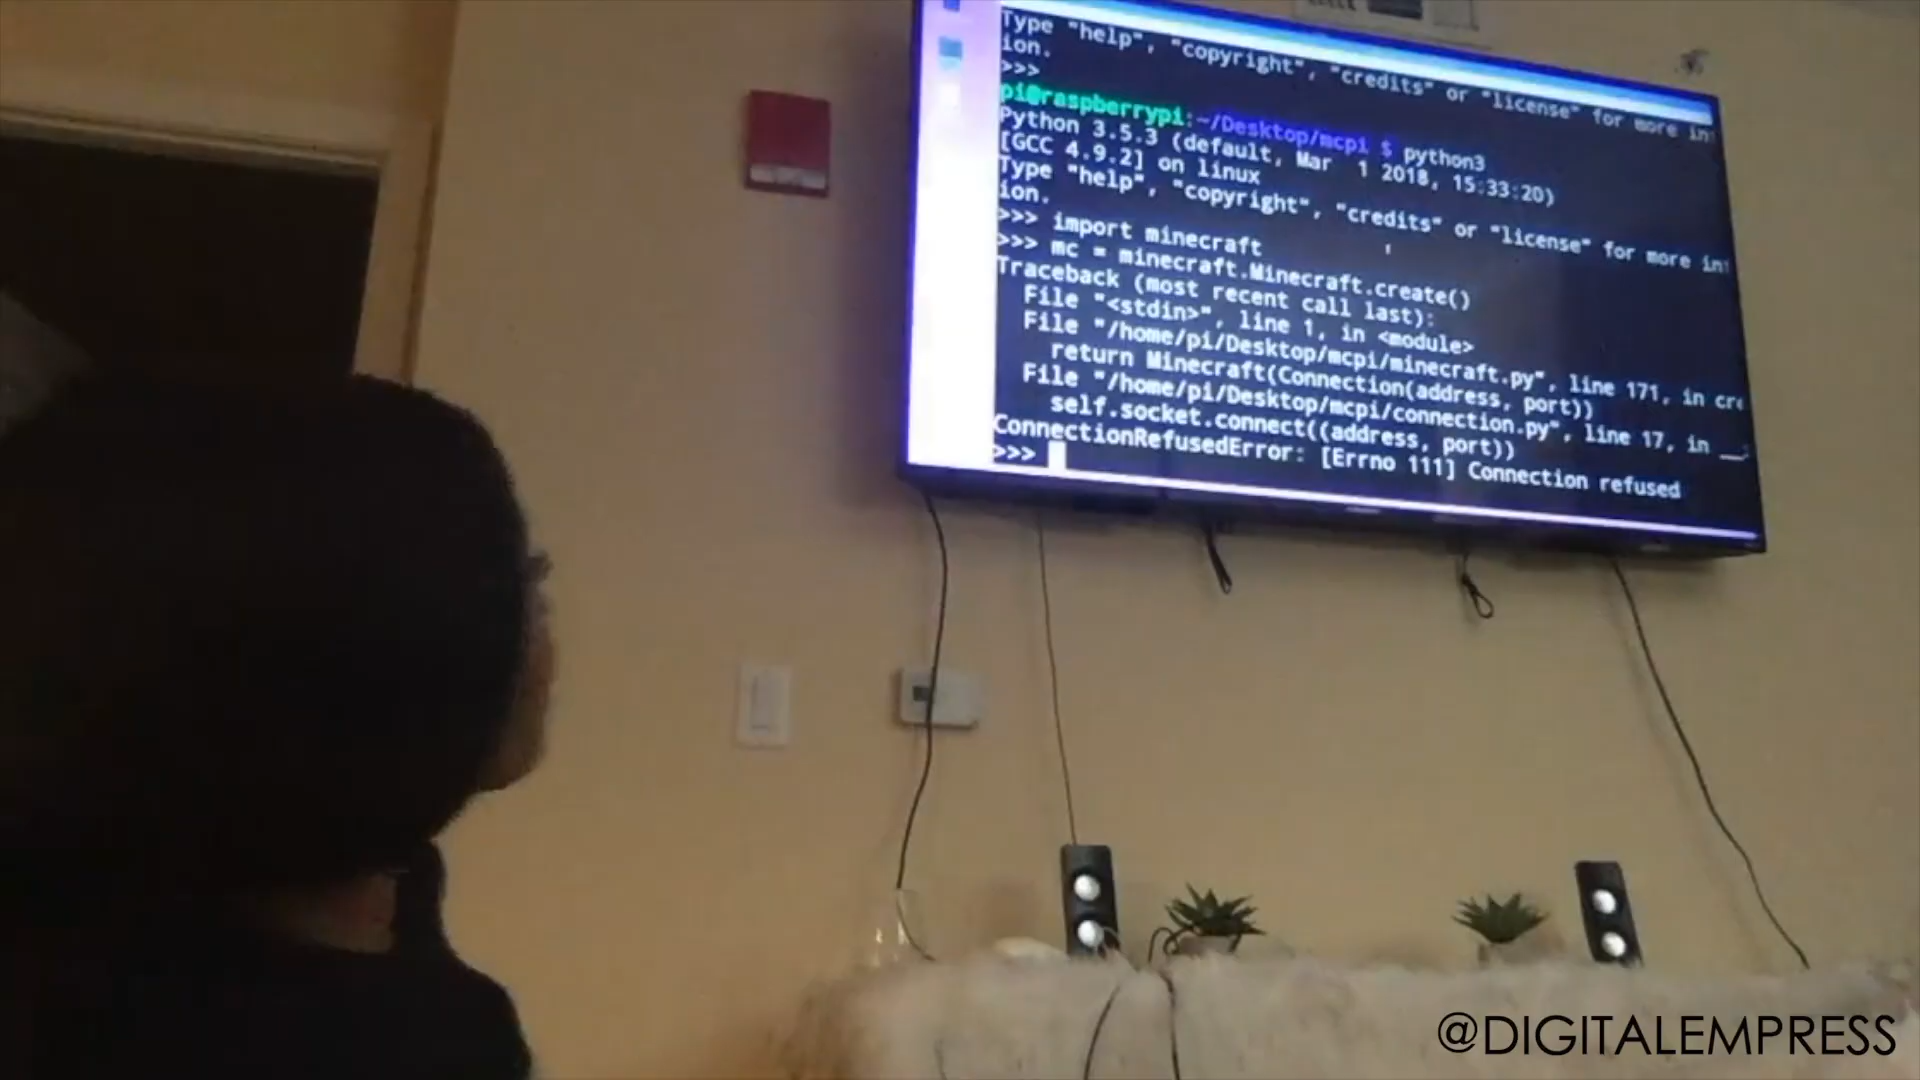 Type "help", "copyright", "credits" or "license" for more in
ion.
>>>
pi@raspberrypi:~/Desktop/mcpi $ python3
Python 3.5.3 (default, Mar  1 2018, 15:33:20)
[GCC 4.9.2] on linux
Type "help", "copyright", "credits" or "license" for more in
ion.
>>> import minecraft
>>> mc = minecraft.Minecraft.create()
Traceback (most recent call last):
  File "<stdin>", line 1, in <module>
  File "/home/pi/Desktop/mcpi/minecraft.py", line 171, in cre
    return Minecraft(Connection(address, port))
  File "/home/pi/Desktop/mcpi/connection.py", line 17, in __
    self.socket.connect((address, port))
ConnectionRefusedError: [Errno 111] Connection refused
>>>
@DIGITALEMPRESS